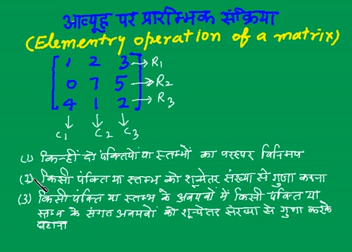 आव्यूह पर प्रारम्भिक संक्रिया
(Elementry operation of a matrix)
1 2 3 → R1
0 7 5 → R2
4 1 2 → R3
↓ ↓ ↓
C1 C2 C3
(1) किन्हीं दो पंक्तियों या स्तम्भों का परस्पर विनिमय
(2) किसी पंक्ति या स्तम्भ को शून्येतर संख्या से गुणा करना
(3) किसी पंक्ति या स्तम्भ के अवयवों में किसी पंक्ति या
स्तम्भ के संगत अवयवों को शून्येतर संख्या से गुणा करके